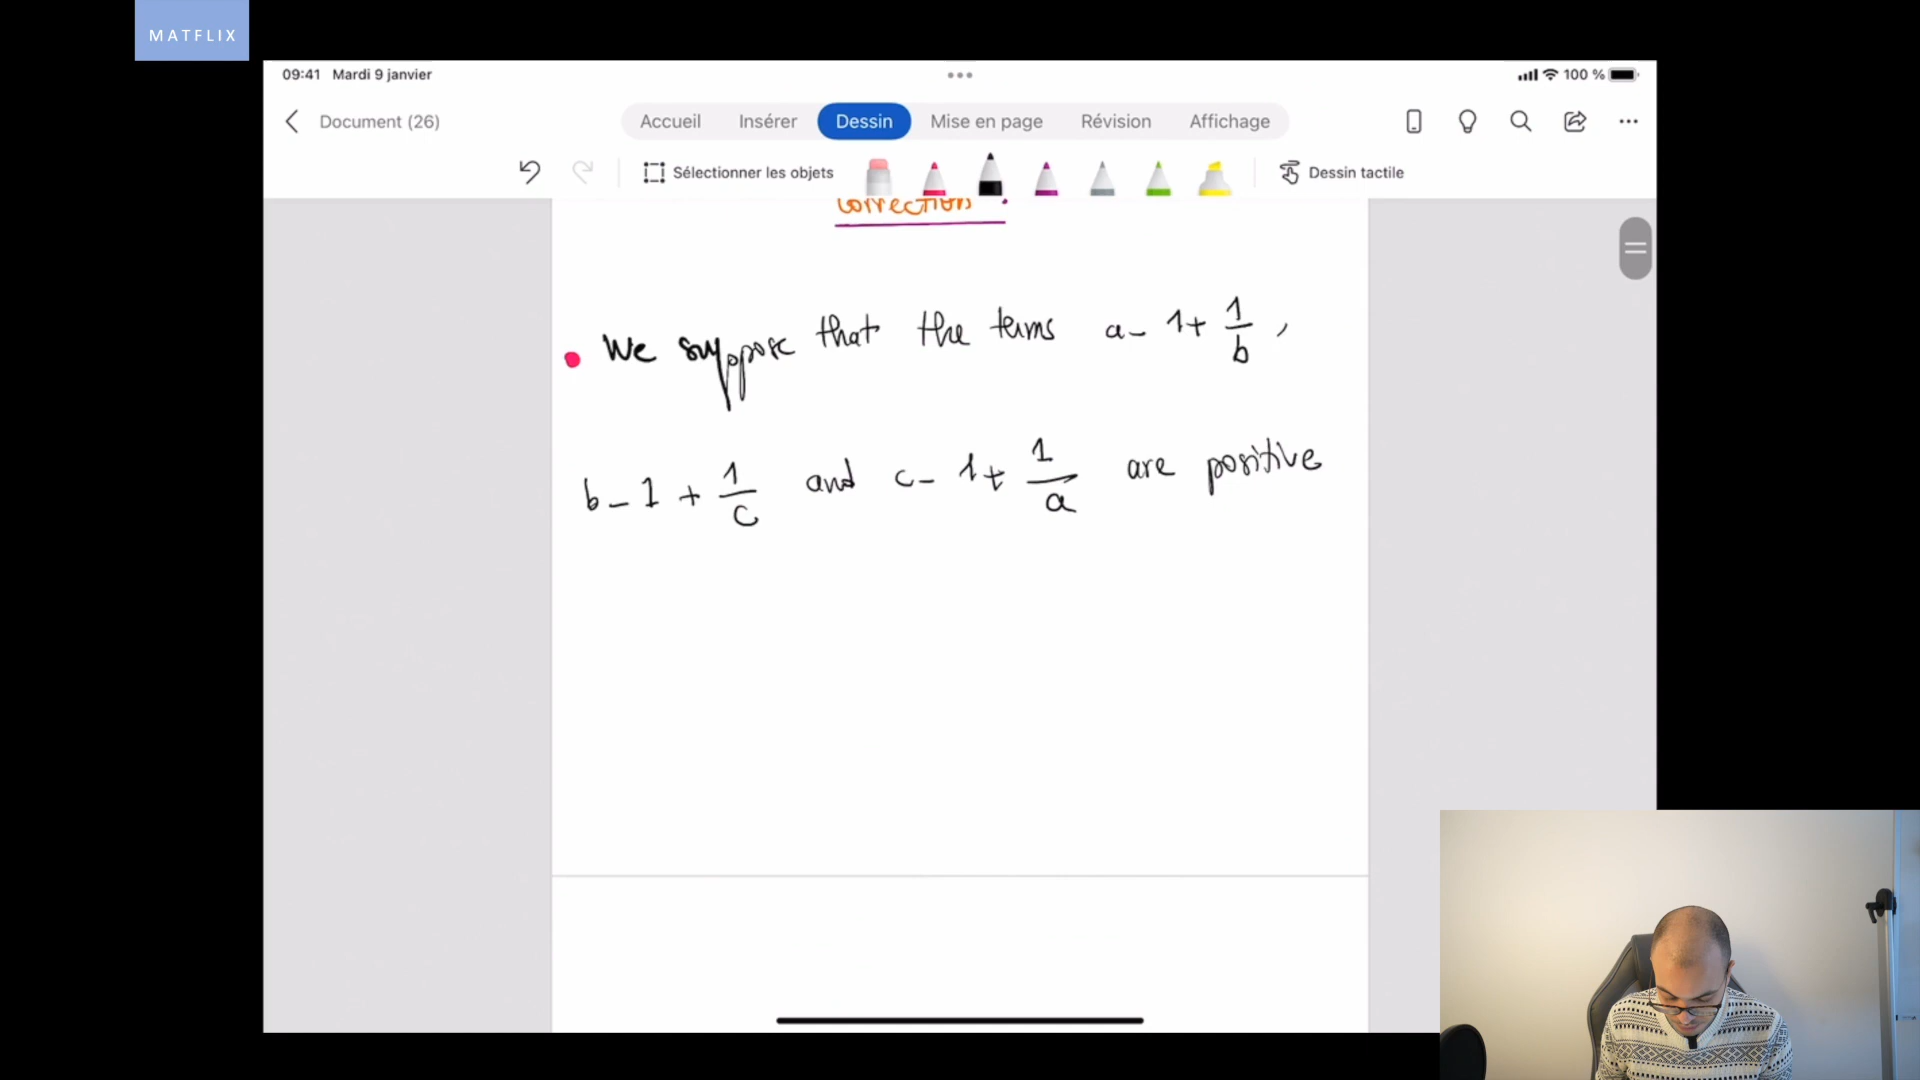 MATFLIX
09:41 Mardi 9 janvier
100 %
Document (26)
Accueil Insérer Dessin Mise en page Révision Affichage
Sélectionner les objets
Dessin tactile
correction :
• We suppose that the terms a - 1 + 1/b ,
b - 1 + 1/c and c - 1 + 1/a are positive